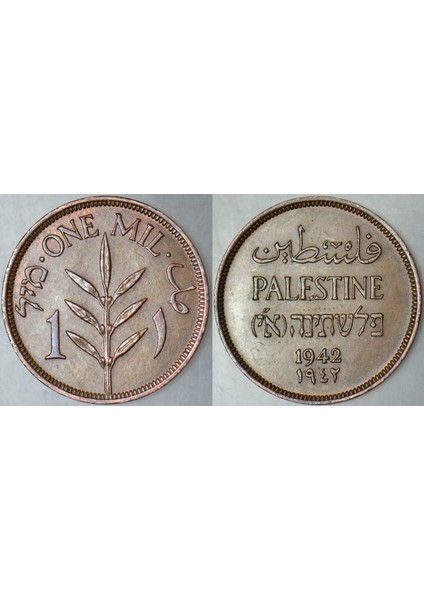 מיל · ONE MIL · مل
1 ١
فلسطين
PALESTINE
פלשתינה (א״י)
1942
١٩٤٢